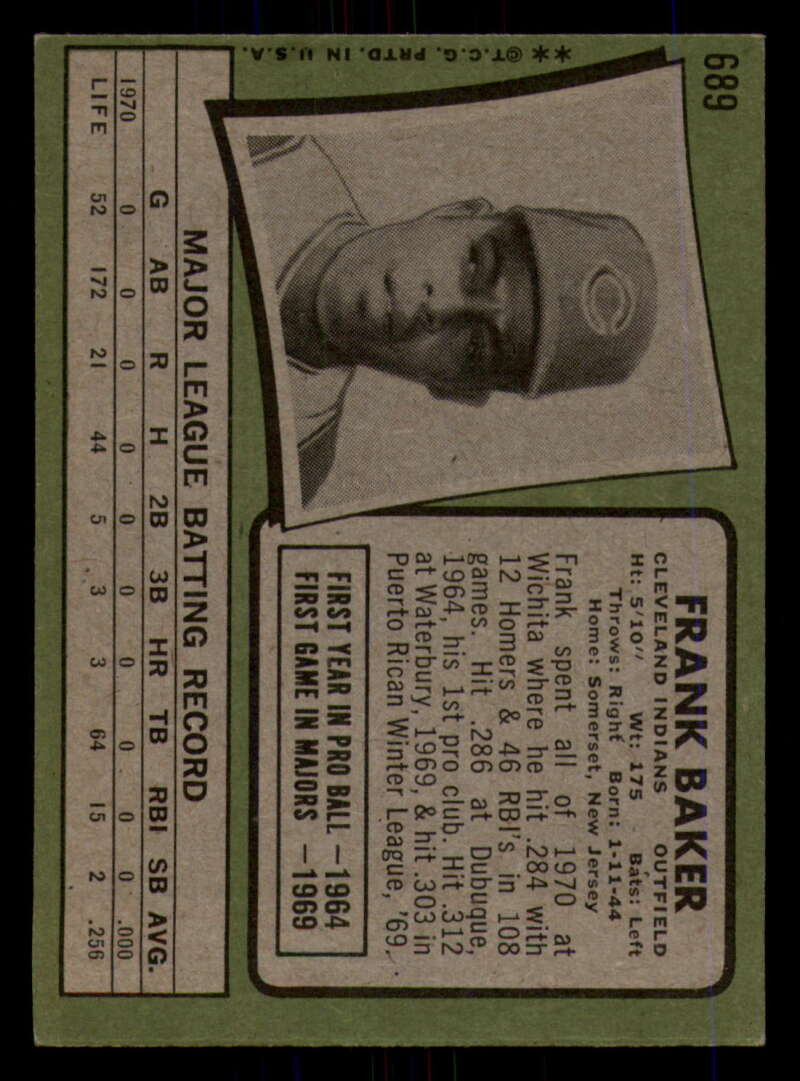 689
FRANK BAKER
CLEVELAND INDIANS OUTFIELD
Ht: 5'10" Wt: 175 Bats: Left
Throws: Right Born: 1-11-44
Home: Somerset, New Jersey
Frank spent all of 1970 at
Wichita where he hit .284 with
12 Homers & 46 RBI's in 108
games. Hit .286 at Dubuque,
1964, his 1st pro club. Hit .312
at Waterbury, 1969, & hit .303 in
Puerto Rican Winter League, '69.
FIRST YEAR IN PRO BALL —1964
FIRST GAME IN MAJORS —1969
C
MAJOR LEAGUE BATTING RECORD
G AB R H 2B 3B HR TB RBI SB AVG.
1970 0 0 0 0 0 0 0 0 0 0 .000
LIFE 52 172 21 44 5 3 3 64 15 2 .256
**©T.C.G. PRTD. IN U.S.A.